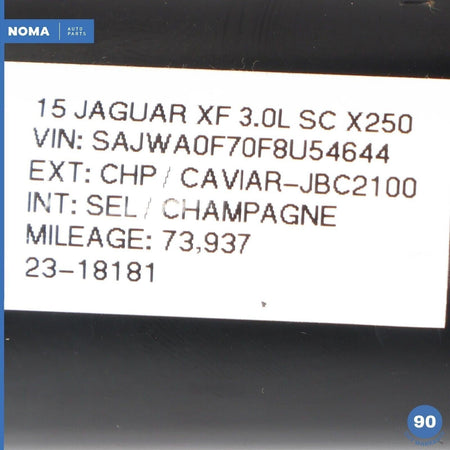 NOMA AUTO PARTS
15 JAGUAR XF 3.0L SC X250
VIN: SAJWA0F70F8U54644
EXT: CHP / CAVIAR-JBC2100
INT: SEL / CHAMPAGNE
MILEAGE: 73,937
23-18181
90